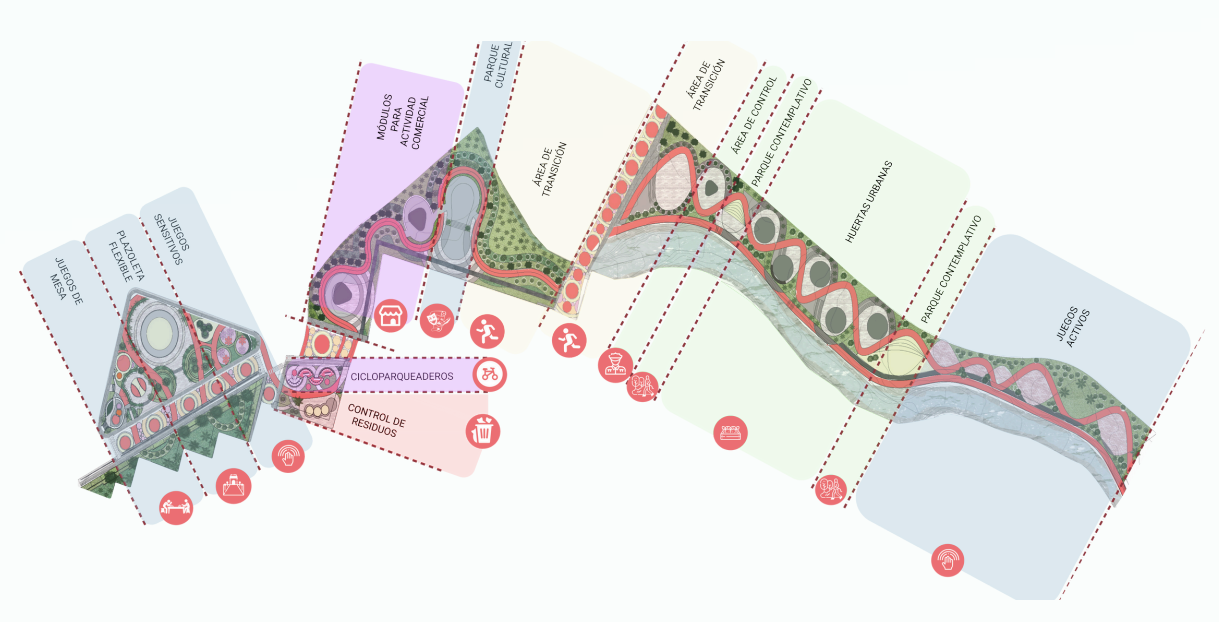 JUEGOS DE
MESA
PLAZOLETA
FLEXIBLE
JUEGOS
SENSITIVOS
MÓDULOS
PARA
ACTIVIDAD
COMERCIAL
PARQUE
CULTURAL
ÁREA DE
TRANSICIÓN
ÁREA DE
TRANSICIÓN
ÁREA DE CONTROL
PARQUE CONTEMPLATIVO
HUERTAS URBANAS
PARQUE CONTEMPLATIVO
JUEGOS
ACTIVOS
CICLOPARQUEADEROS
CONTROL DE
RESIDUOS